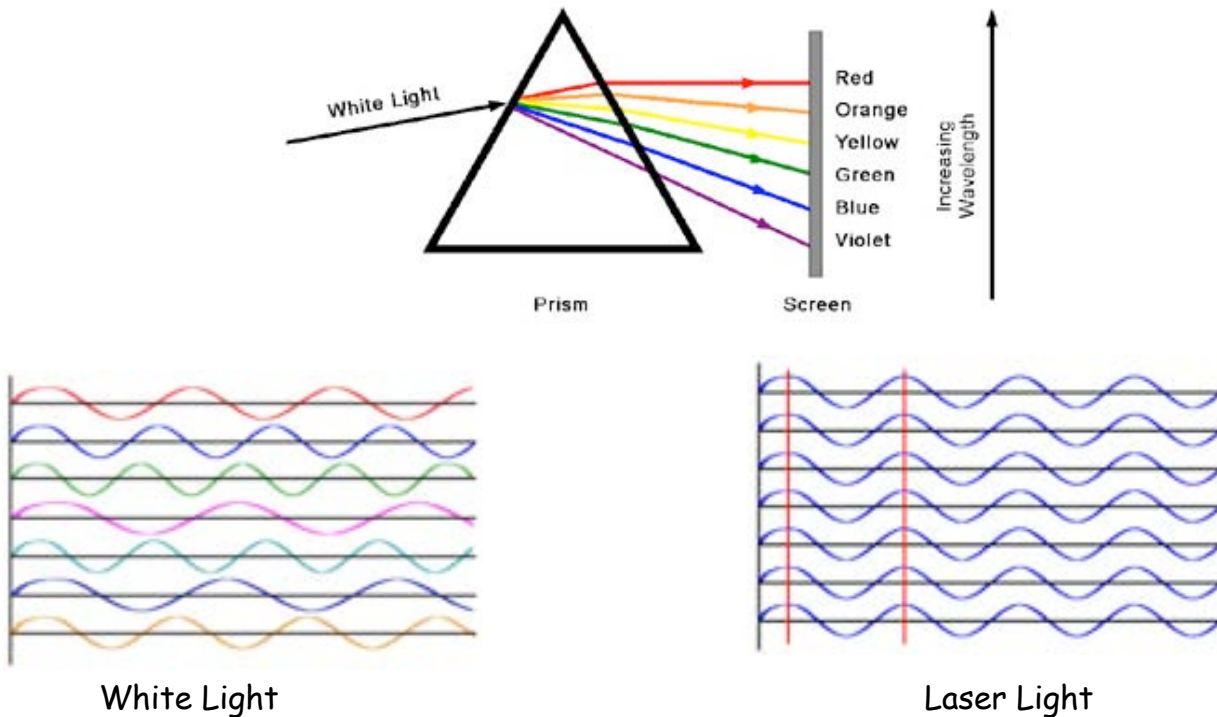 White Light
Red
Orange
Yellow
Green
Blue
Violet
Increasing
Wavelength
Prism
Screen
White Light
Laser Light